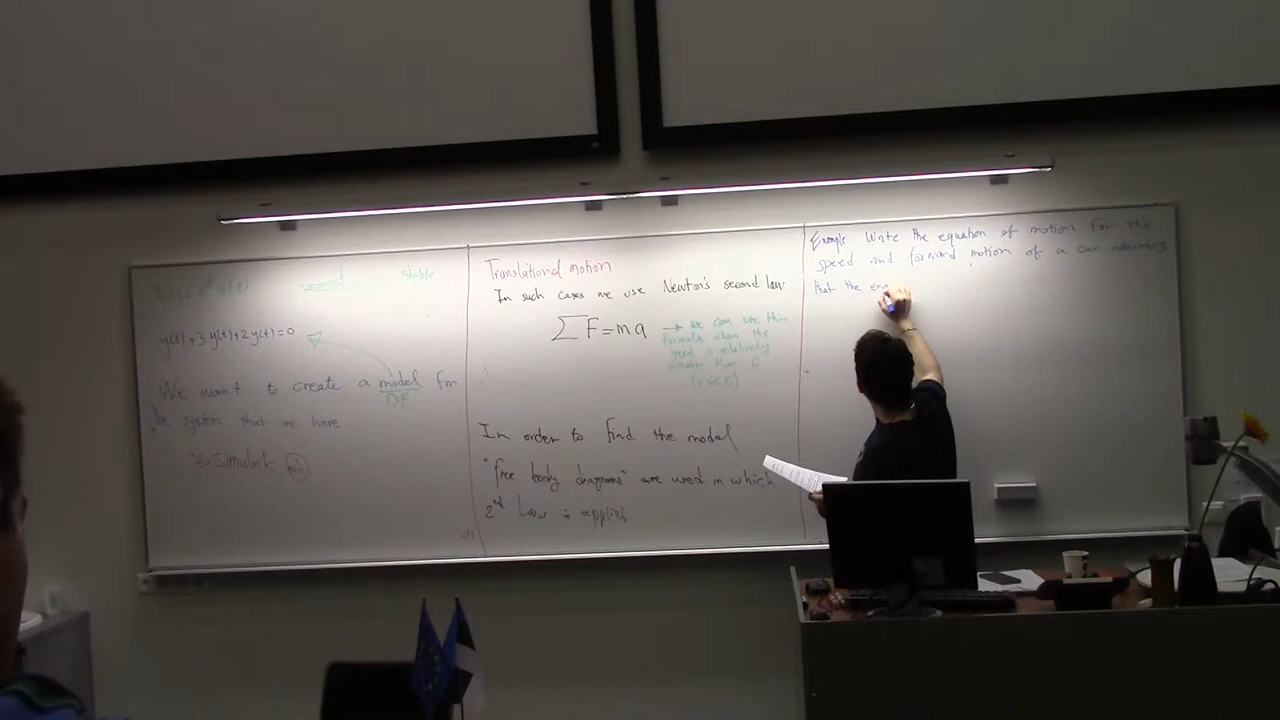 stable
y(t)+3ẏ(t)+2y(t)=0
We want to create a model for
DE
the system that we have
>> Simulink
Translational motion
In such cases we use Newton's second law
∑F=ma → we can use this
formula when the
speed is relatively
smaller than C
(v<<c)
In order to find the model
"free body diagrams" are used in which
2nd Law is applied.
Example Write the equation of motion for the
speed and forward motion of a car assuming
that the en